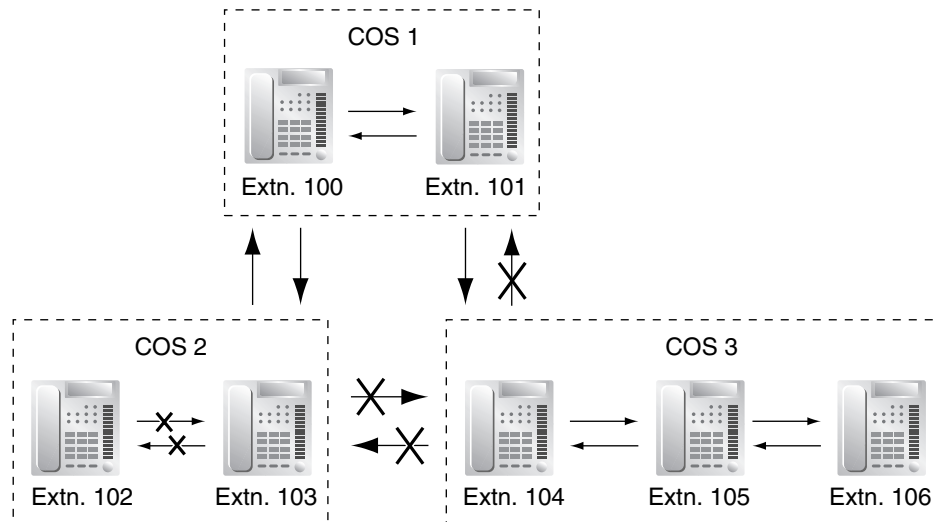 COS 1
Extn. 100
Extn. 101
COS 2
Extn. 102
Extn. 103
COS 3
Extn. 104
Extn. 105
Extn. 106